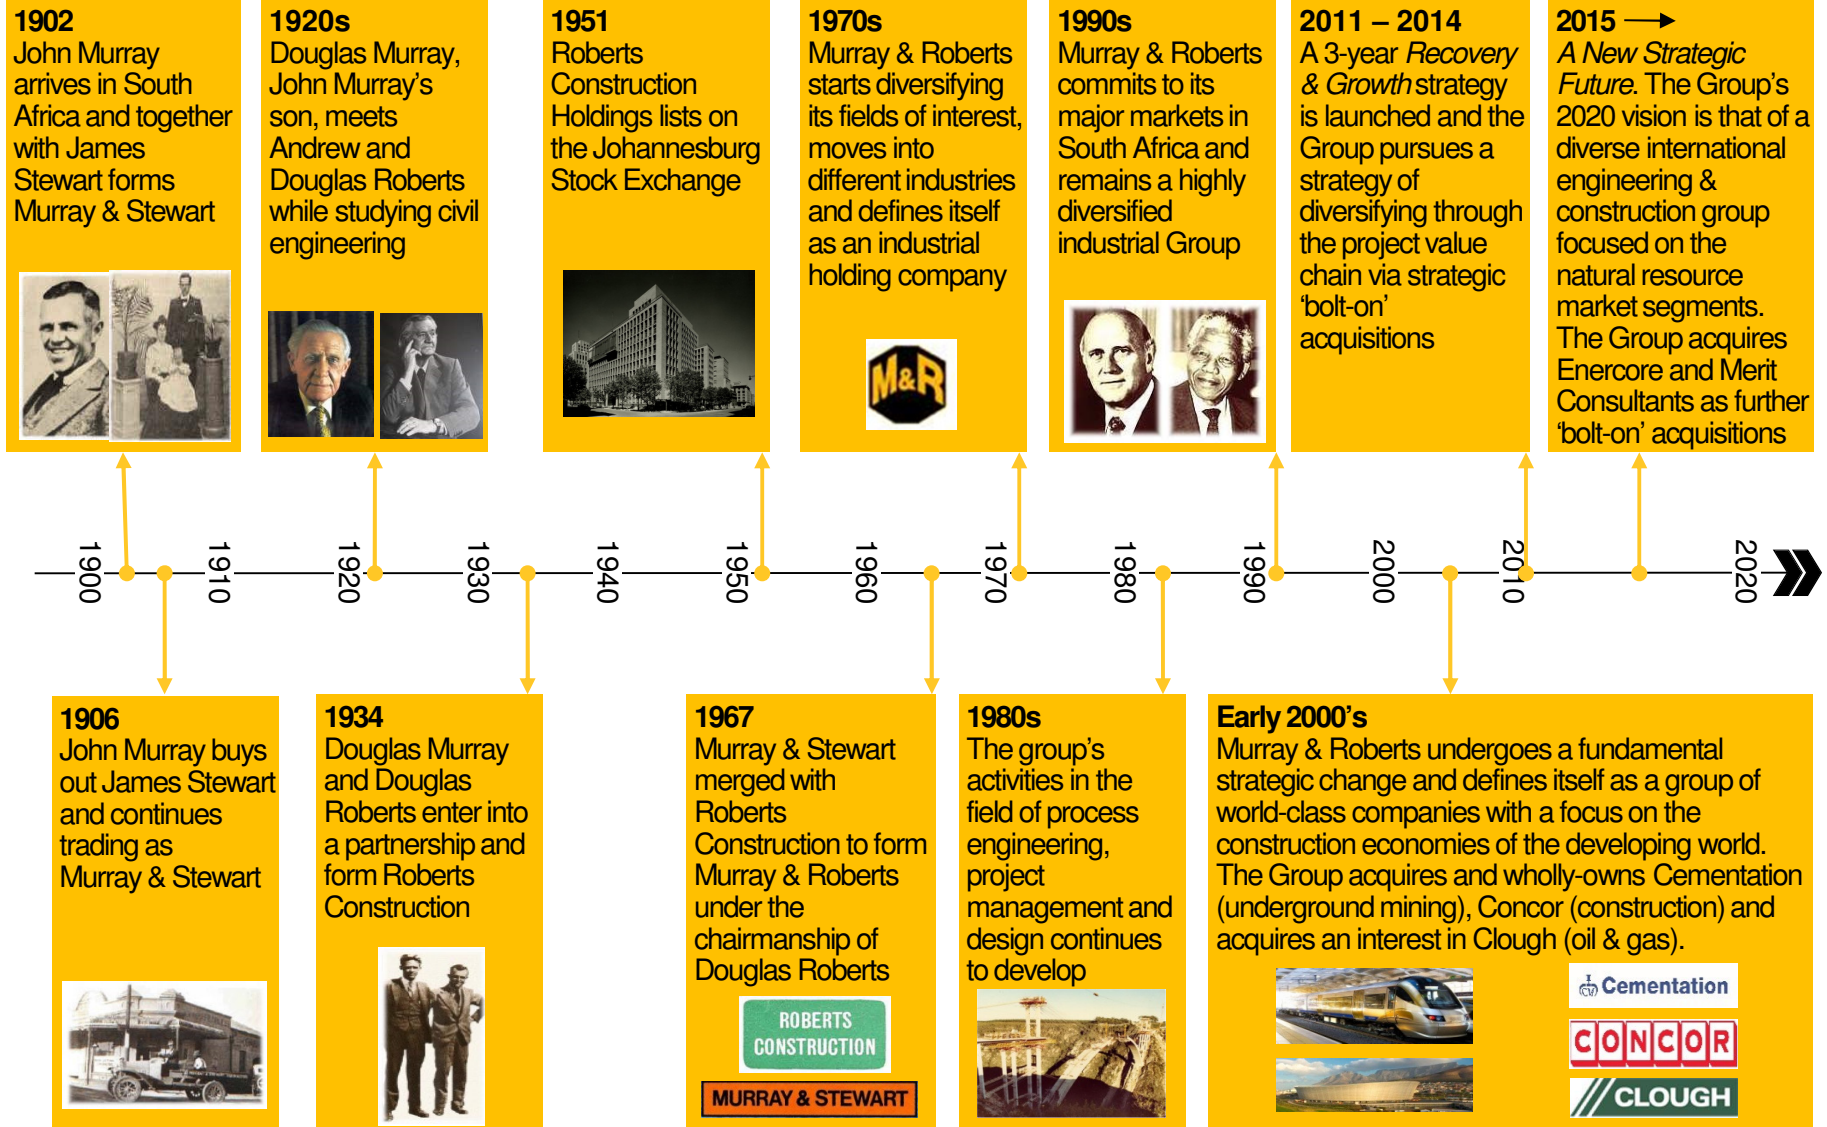 1902
John Murray
arrives in South
Africa and together
with James
Stewart forms
Murray & Stewart
1920s
Douglas Murray,
John Murray's
son, meets
Andrew and
Douglas Roberts
while studying civil
engineering
1951
Roberts
Construction
Holdings lists on
the Johannesburg
Stock Exchange
1970s
Murray & Roberts
starts diversifying
its fields of interest,
moves into
different industries
and defines itself
as an industrial
holding company
M&R
1990s
Murray & Roberts
commits to its
major markets in
South Africa and
remains a highly
diversified
industrial Group
2011 – 2014
A 3-year Recovery
& Growth strategy
is launched and the
Group pursues a
strategy of
diversifying through
the project value
chain via strategic
‘bolt-on’
acquisitions
2015
A New Strategic
Future. The Group’s
2020 vision is that of a
diverse international
engineering &
construction group
focused on the
natural resource
market segments.
The Group acquires
Enercore and Merit
Consultants as further
‘bolt-on’ acquisitions
1900
1910
1920
1930
1940
1950
1960
1970
1980
1990
2000
2010
2020
1906
John Murray buys
out James Stewart
and continues
trading as
Murray & Stewart
1934
Douglas Murray
and Douglas
Roberts enter into
a partnership and
form Roberts
Construction
1967
Murray & Stewart
merged with
Roberts
Construction to form
Murray & Roberts
under the
chairmanship of
Douglas Roberts
ROBERTS
CONSTRUCTION
MURRAY & STEWART
1980s
The group’s
activities in the
field of process
engineering,
project
management and
design continues
to develop
Early 2000’s
Murray & Roberts undergoes a fundamental
strategic change and defines itself as a group of
world-class companies with a focus on the
construction economies of the developing world.
The Group acquires and wholly-owns Cementation
(underground mining), Concor (construction) and
acquires an interest in Clough (oil & gas).
Cementation
CONCOR
CLOUGH